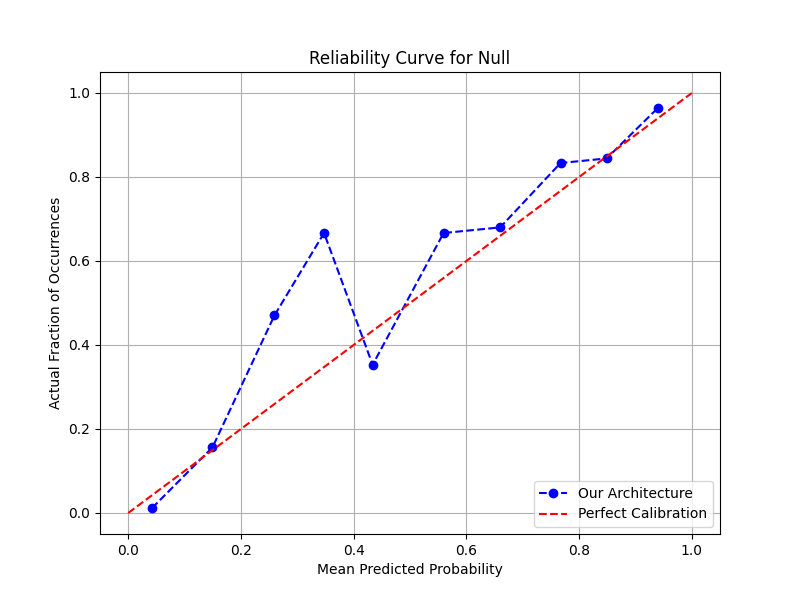 Reliability Curve for Null
1.0
0.8
0.6
0.4
0.2
0.0
Actual Fraction of Occurrences
Our Architecture
Perfect Calibration
0.0 0.2 0.4 0.6 0.8 1.0
Mean Predicted Probability